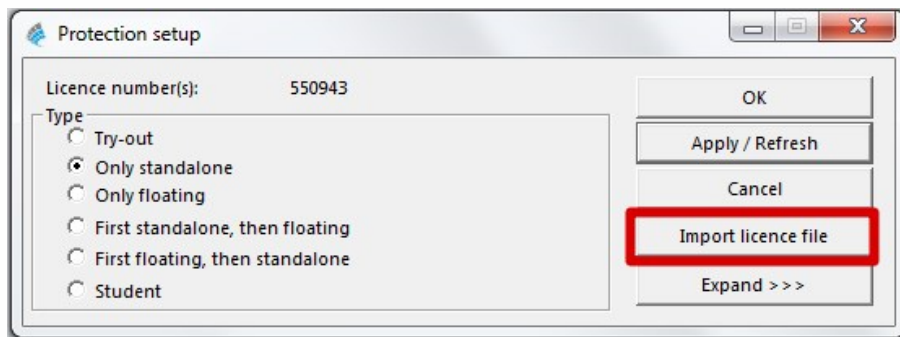 Protection setup
Licence number(s): 550943
Type
Try-out
Only standalone
Only floating
First standalone, then floating
First floating, then standalone
Student
OK
Apply / Refresh
Cancel
Import licence file
Expand >>>